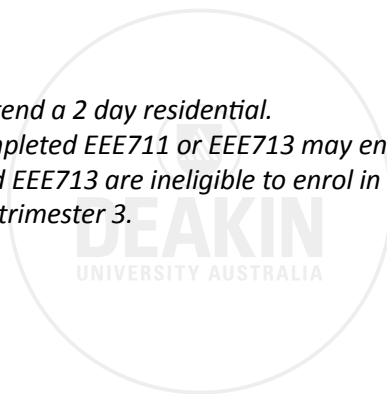 end a 2 day residential.
pleted EEE711 or EEE713 may en
EEE713 are ineligible to enrol in
trimester 3.
DEAKIN
UNIVERSITY AUSTRALIA